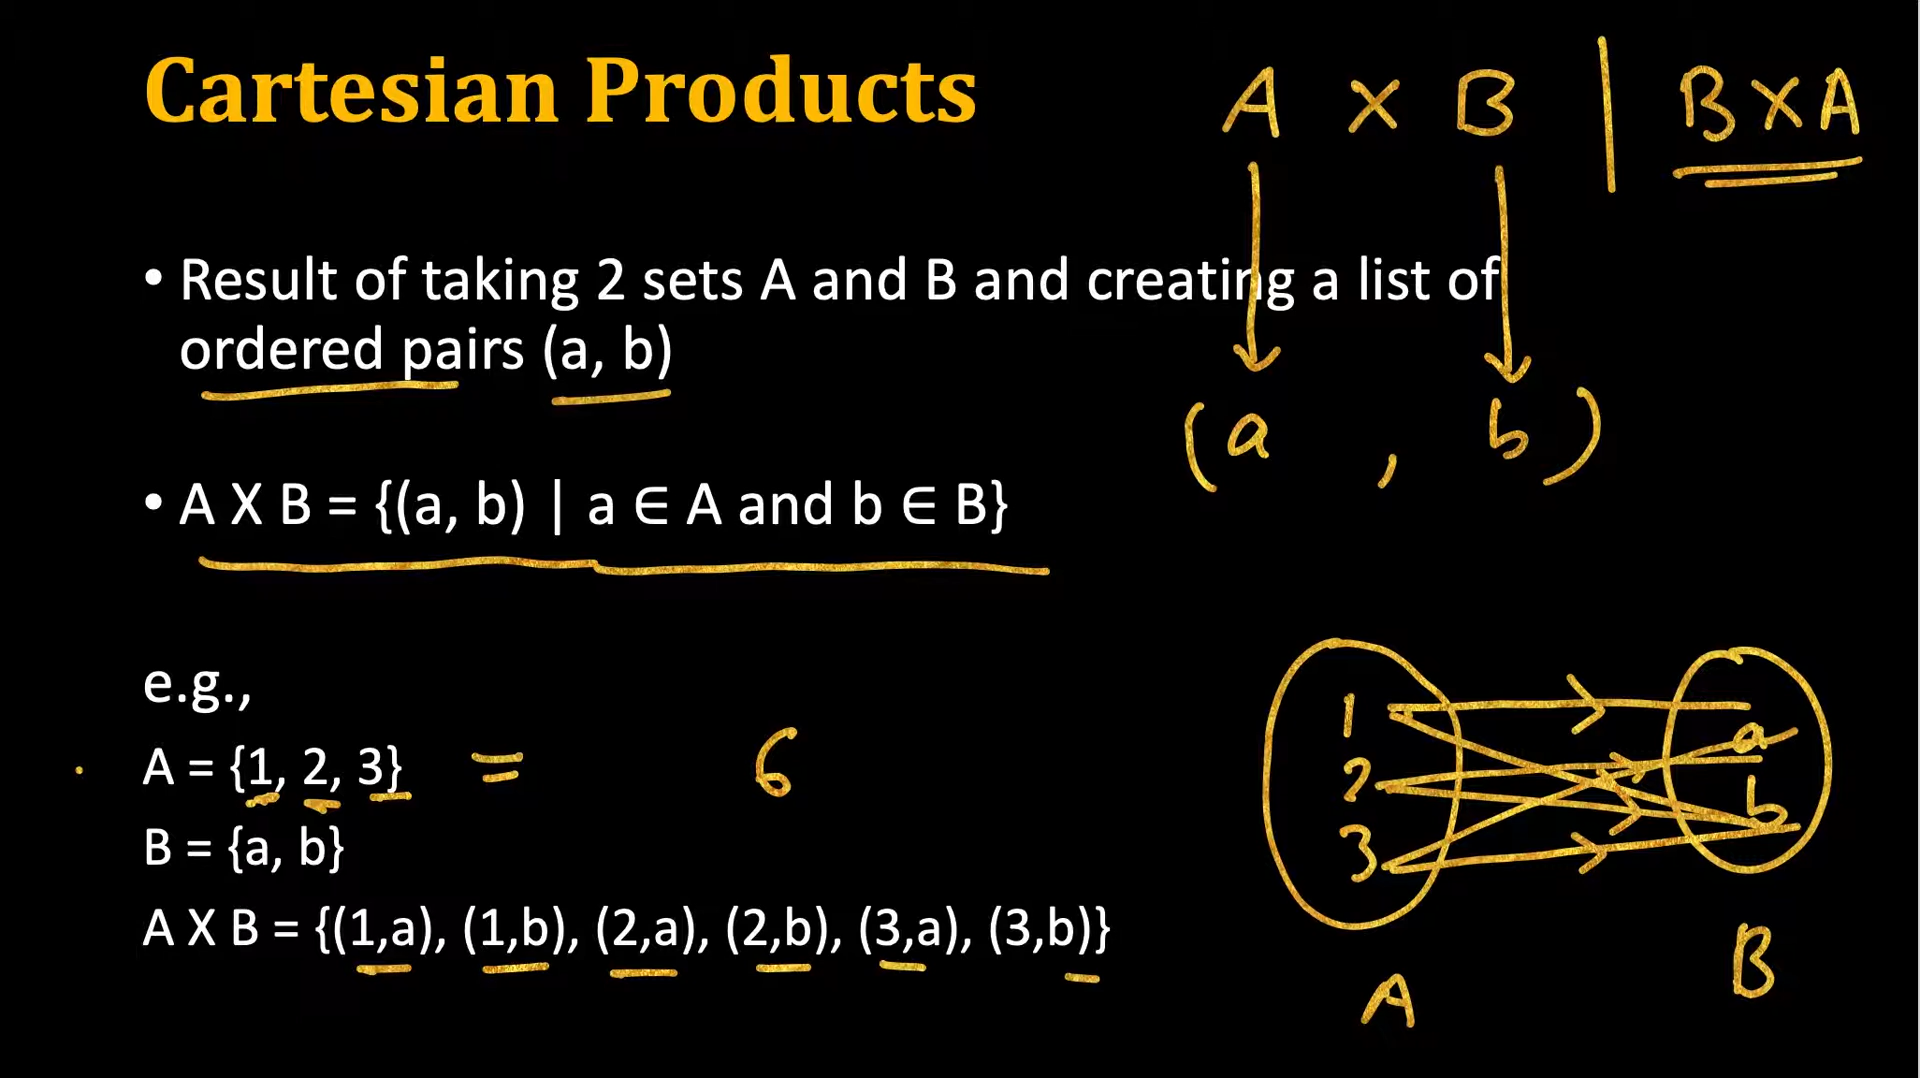 Cartesian Products
A X B | B X A
• Result of taking 2 sets A and B and creating a list of
ordered pairs (a, b)
(a , b)
• A X B = {(a, b) | a ∈ A and b ∈ B}
e.g.,
A = {1, 2, 3} = 6
B = {a, b}
A X B = {(1,a), (1,b), (2,a), (2,b), (3,a), (3,b)}
1
2
3
a
b
A
B